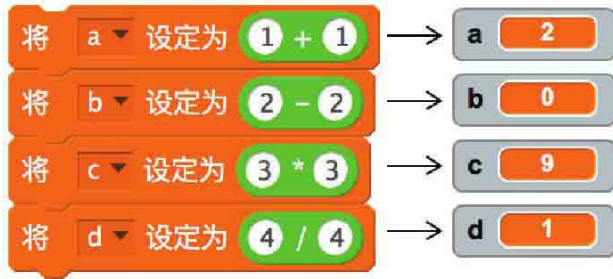 将 a 设定为 1 + 1 a 2
将 b 设定为 2 - 2 b 0
将 c 设定为 3 * 3 c 9
将 d 设定为 4 / 4 d 1